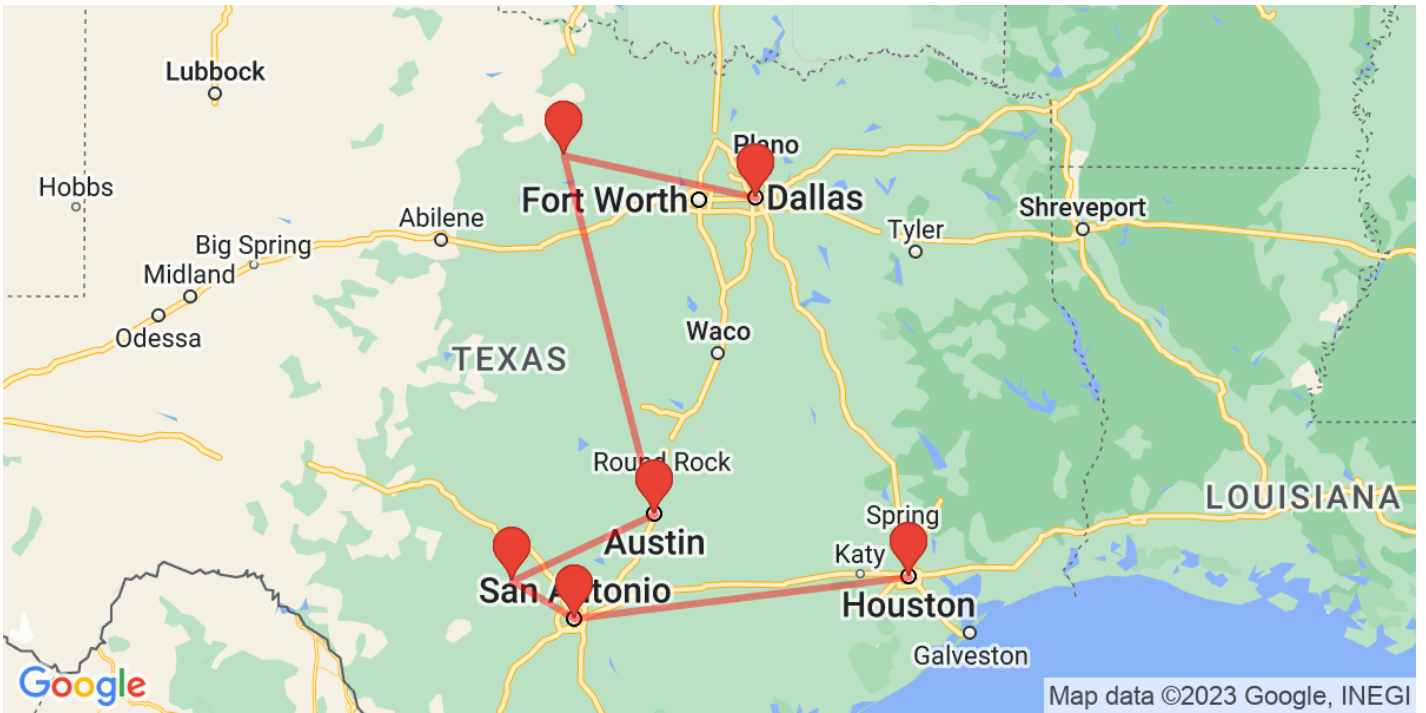 Lubbock
Plano
Hobbs
Fort Worth
Dallas
Shreveport
Abilene
Tyler
Big Spring
Midland
Odessa
Waco
TEXAS
Round Rock
LOUISIANA
Spring
Austin
Katy
San Antonio
Houston
Galveston
Google
Map data ©2023 Google, INEGI